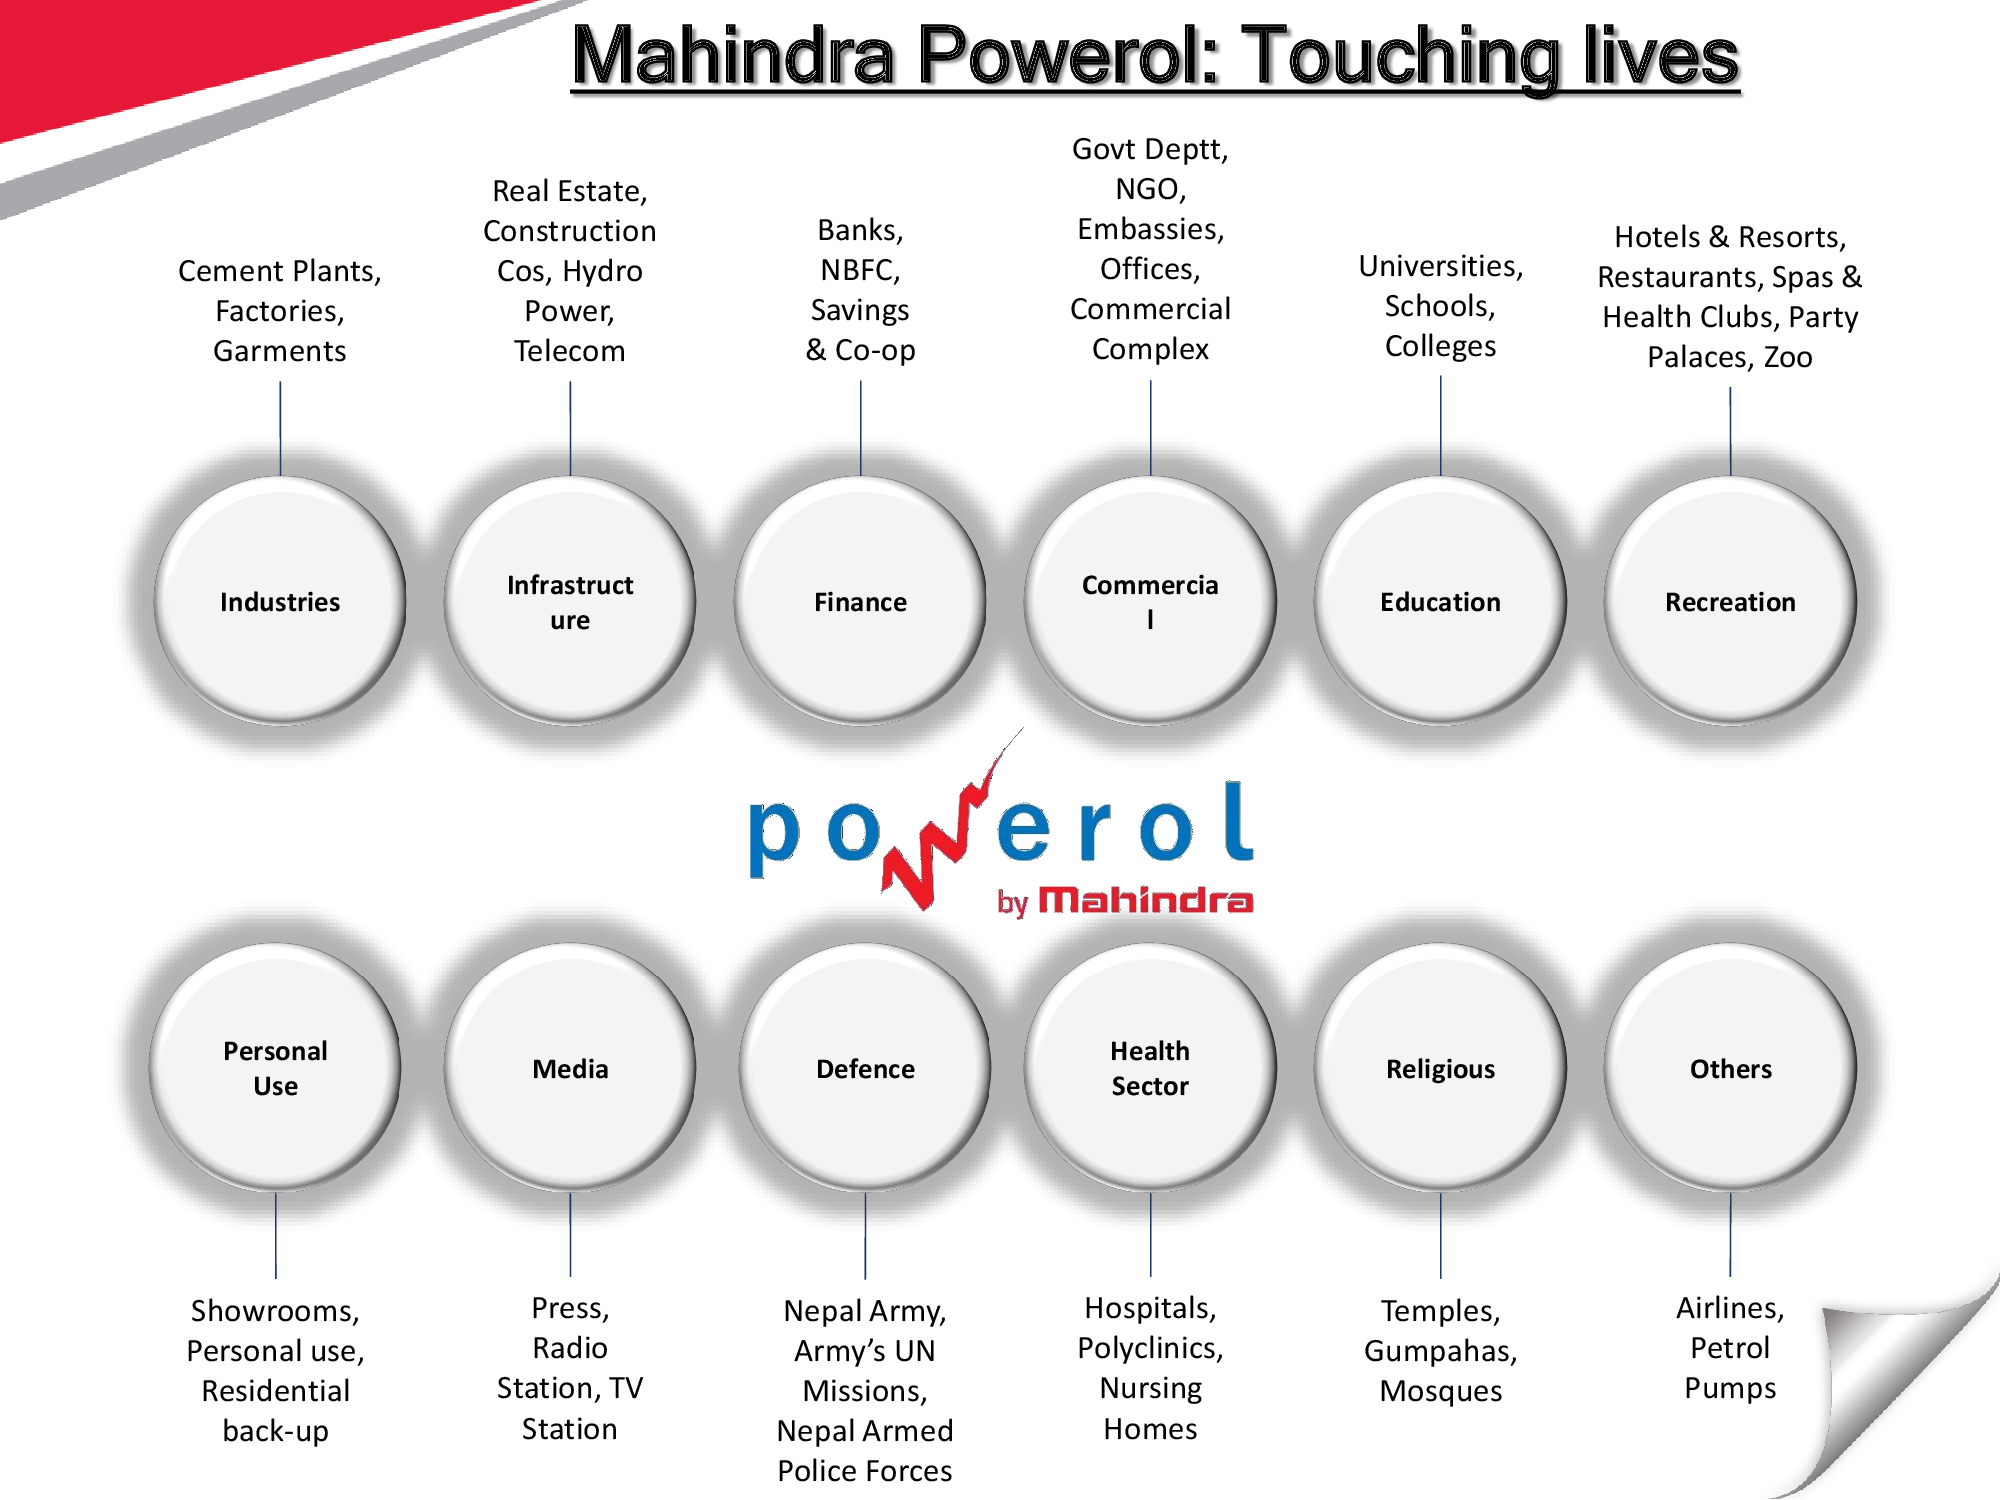 Mahindra Powerol: Touching lives
Cement Plants,
Factories,
Garments
Real Estate,
Construction
Cos, Hydro
Power,
Telecom
Banks,
NBFC,
Savings
& Co-op
Govt Deptt,
NGO,
Embassies,
Offices,
Commercial
Complex
Universities,
Schools,
Colleges
Hotels & Resorts,
Restaurants, Spas &
Health Clubs, Party
Palaces, Zoo
Industries
Infrastruct
ure
Finance
Commercia
l
Education
Recreation
powerol
by Mahindra
Personal
Use
Media
Defence
Health
Sector
Religious
Others
Showrooms,
Personal use,
Residential
back-up
Press,
Radio
Station, TV
Station
Nepal Army,
Army’s UN
Missions,
Nepal Armed
Police Forces
Hospitals,
Polyclinics,
Nursing
Homes
Temples,
Gumpahas,
Mosques
Airlines,
Petrol
Pumps